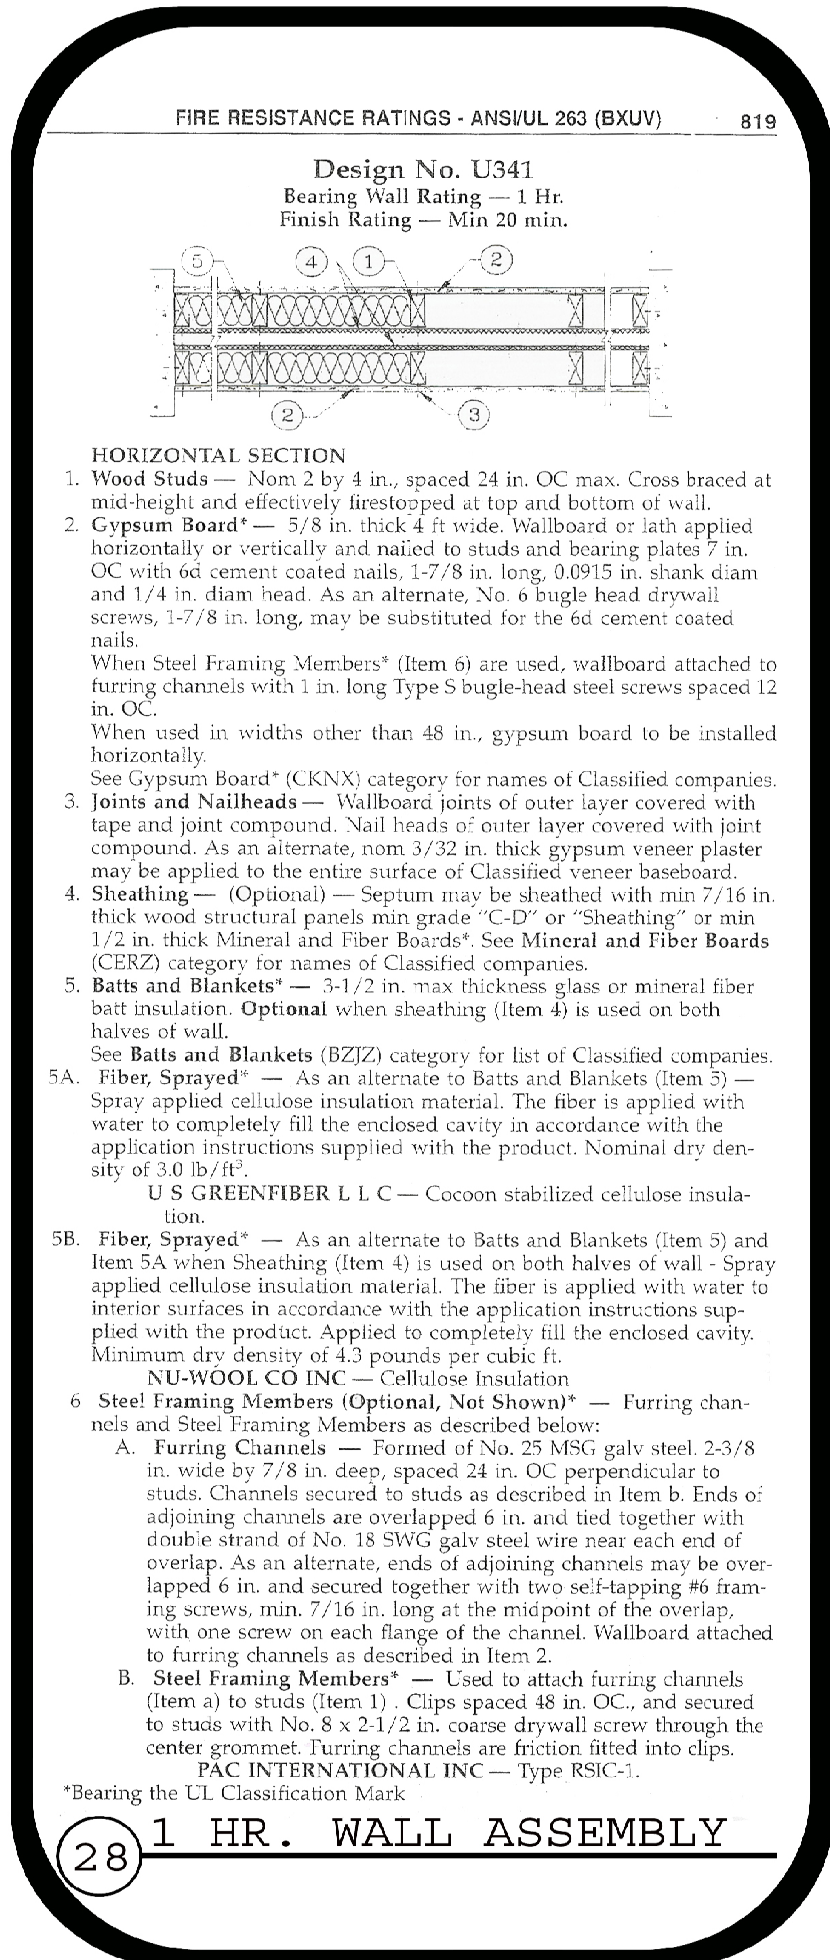 FIRE RESISTANCE RATINGS - ANSI/UL 263 (BXUV) 819
Design No. U341
Bearing Wall Rating — 1 Hr.
Finish Rating — Min 20 min.
5 4 1 2
2 3
HORIZONTAL SECTION
1. Wood Studs — Nom 2 by 4 in., spaced 24 in. OC max. Cross braced at
mid-height and effectively firestopped at top and bottom of wall.
2. Gypsum Board* — 5/8 in. thick 4 ft wide. Wallboard or lath applied
horizontally or vertically and nailed to studs and bearing plates 7 in.
OC with 6d cement coated nails, 1-7/8 in. long, 0.0915 in. shank diam
and 1/4 in. diam head. As an alternate, No. 6 bugle head drywall
screws, 1-7/8 in. long, may be substituted for the 6d cement coated
nails.
When Steel Framing Members* (Item 6) are used, wallboard attached to
furring channels with 1 in. long Type S bugle-head steel screws spaced 12
in. OC.
When used in widths other than 48 in., gypsum board to be installed
horizontally.
See Gypsum Board* (CKNX) category for names of Classified companies.
3. Joints and Nailheads — Wallboard joints of outer layer covered with
tape and joint compound. Nail heads of outer layer covered with joint
compound. As an alternate, nom 3/32 in. thick gypsum veneer plaster
may be applied to the entire surface of Classified veneer baseboard.
4. Sheathing — (Optional) — Septum may be sheathed with min 7/16 in.
thick wood structural panels min grade "C-D" or "Sheathing" or min
1/2 in. thick Mineral and Fiber Boards*. See Mineral and Fiber Boards
(CERZ) category for names of Classified companies.
5. Batts and Blankets* — 3-1/2 in. max thickness glass or mineral fiber
batt insulation. Optional when sheathing (Item 4) is used on both
halves of wall.
See Batts and Blankets (BZJZ) category for list of Classified companies.
5A. Fiber, Sprayed* — As an alternate to Batts and Blankets (Item 5) —
Spray applied cellulose insulation material. The fiber is applied with
water to completely fill the enclosed cavity in accordance with the
application instructions supplied with the product. Nominal dry den-
sity of 3.0 lb/ft³.
U S GREENFIBER L L C — Cocoon stabilized cellulose insula-
tion.
5B. Fiber, Sprayed* — As an alternate to Batts and Blankets (Item 5) and
Item 5A when Sheathing (Item 4) is used on both halves of wall - Spray
applied cellulose insulation material. The fiber is applied with water to
interior surfaces in accordance with the application instructions sup-
plied with the product. Applied to completely fill the enclosed cavity.
Minimum dry density of 4.3 pounds per cubic ft.
NU-WOOL CO INC — Cellulose Insulation
6 Steel Framing Members (Optional, Not Shown)* — Furring chan-
nels and Steel Framing Members as described below:
A. Furring Channels — Formed of No. 25 MSG galv steel. 2-3/8
in. wide by 7/8 in. deep, spaced 24 in. OC perpendicular to
studs. Channels secured to studs as described in Item b. Ends of
adjoining channels are overlapped 6 in. and tied together with
double strand of No. 18 SWG galv steel wire near each end of
overlap. As an alternate, ends of adjoining channels may be over-
lapped 6 in. and secured together with two self-tapping #6 fram-
ing screws, min. 7/16 in. long at the midpoint of the overlap,
with one screw on each flange of the channel. Wallboard attached
to furring channels as described in Item 2.
B. Steel Framing Members* — Used to attach furring channels
(Item a) to studs (Item 1) . Clips spaced 48 in. OC., and secured
to studs with No. 8 x 2-1/2 in. coarse drywall screw through the
center grommet. Furring channels are friction fitted into clips.
PAC INTERNATIONAL INC — Type RSIC-1.
*Bearing the UL Classification Mark
28 1 HR. WALL ASSEMBLY